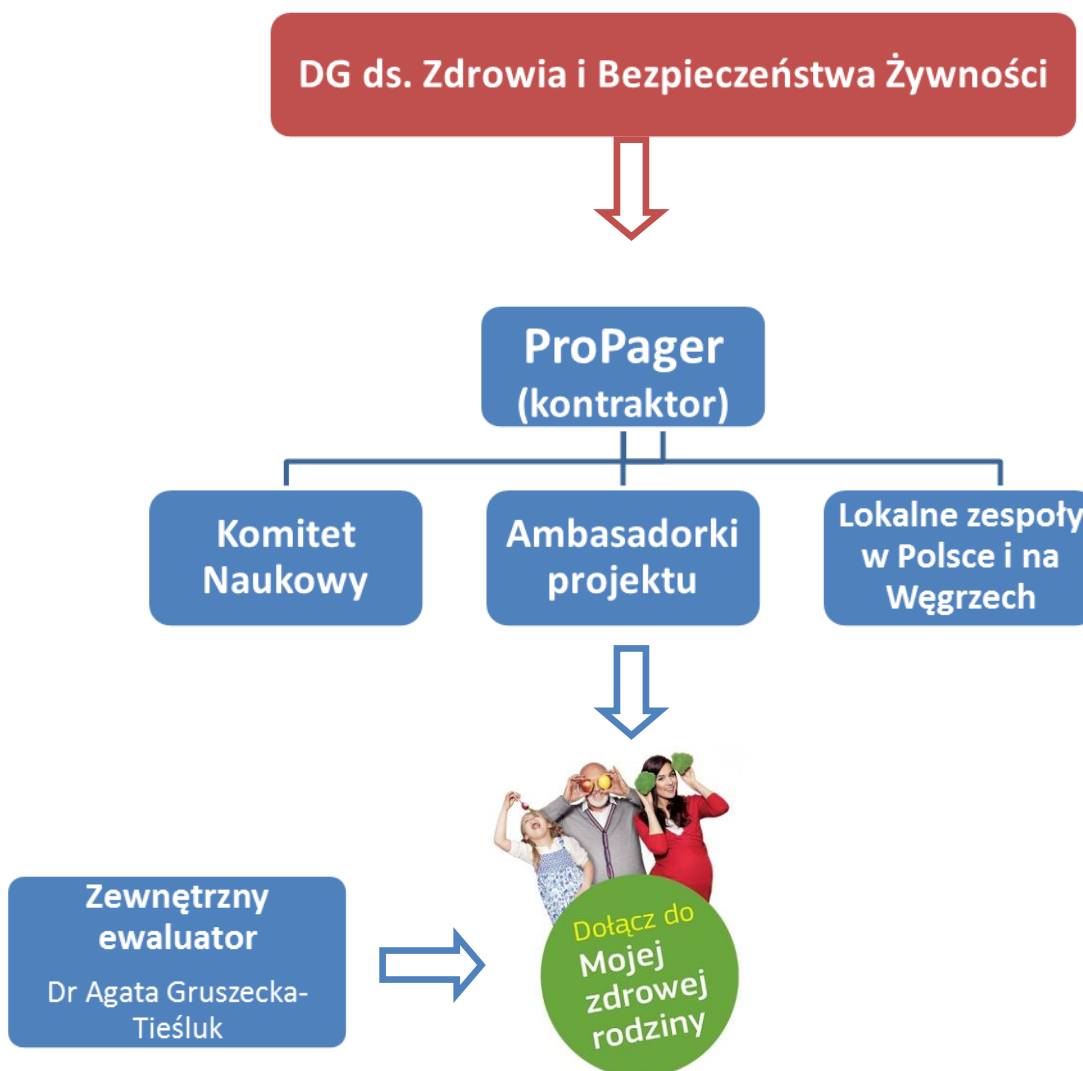 DG ds. Zdrowia i Bezpieczeństwa Żywności
ProPager
(kontraktor)
Komitet
Naukowy
Ambasadorki
projektu
Lokalne zespoły
w Polsce i na
Węgrzech
Zewnętrzny
ewaluator
Dr Agata Gruszecka-
Tieśluk
Dołącz do
Mojej
zdrowej
rodziny